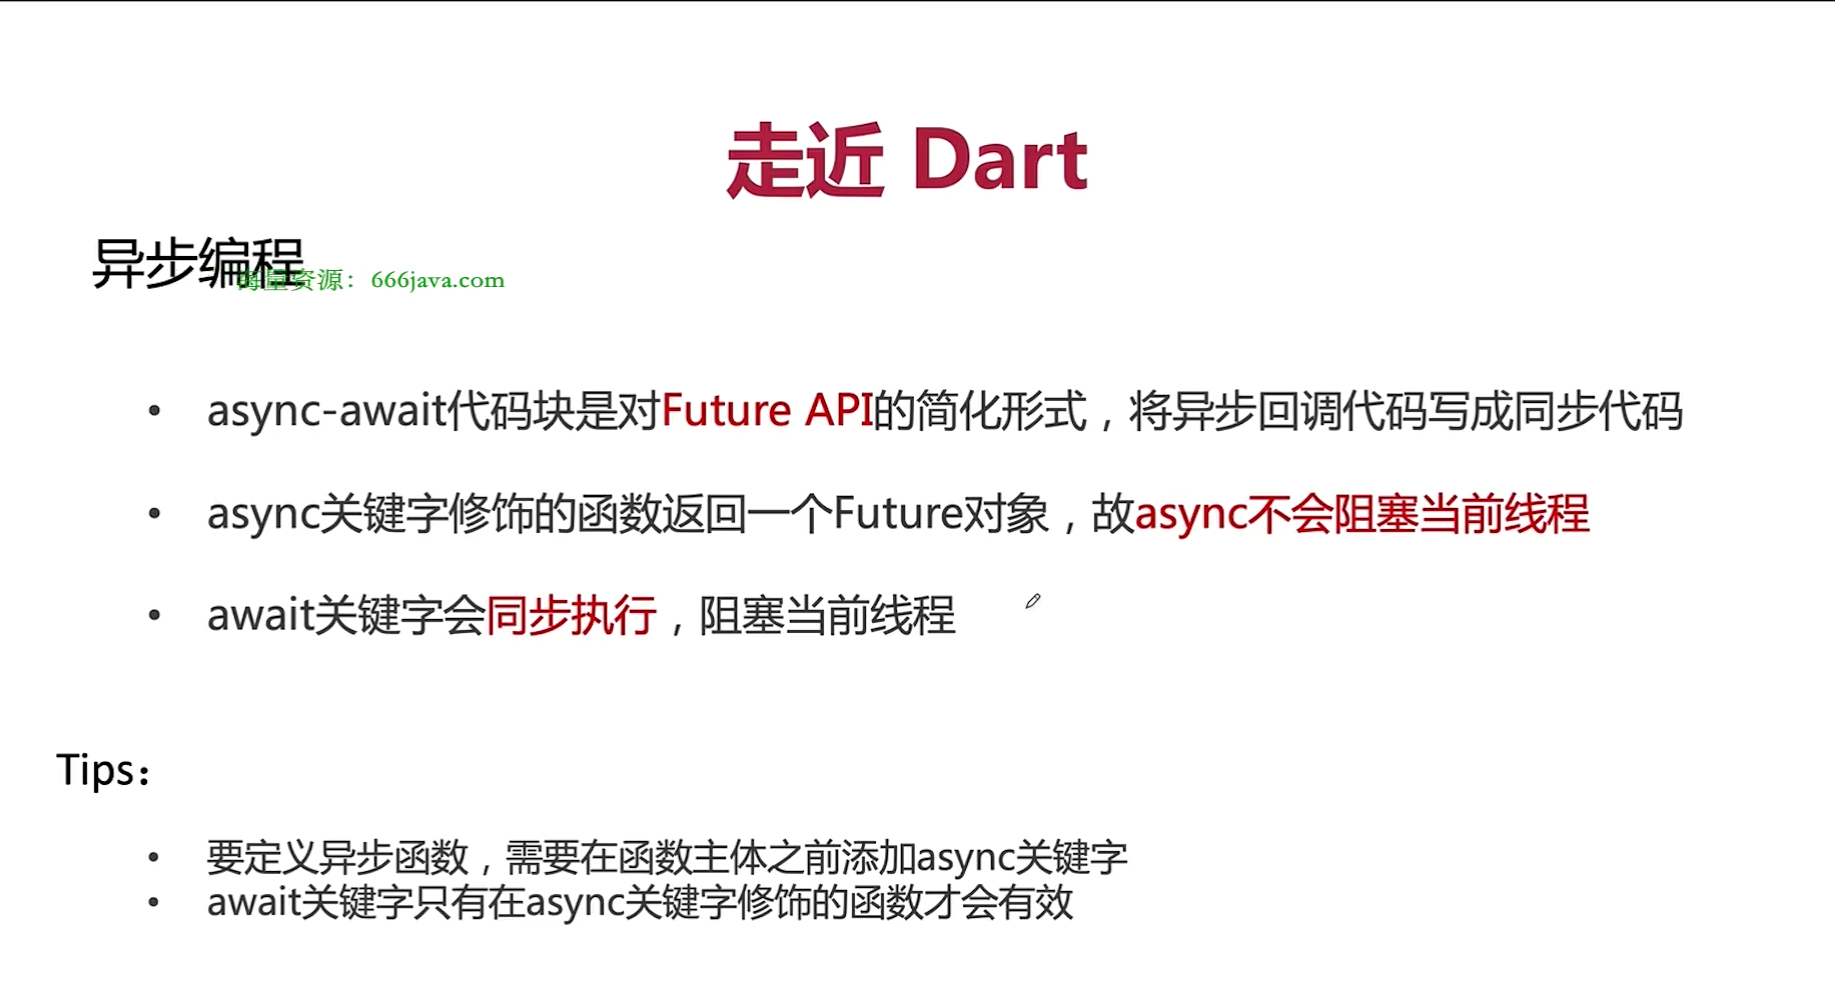 走近 Dart
异步编程
海量资源：666java.com
• async-await代码块是对Future API的简化形式，将异步回调代码写成同步代码
• async关键字修饰的函数返回一个Future对象，故async不会阻塞当前线程
• await关键字会同步执行，阻塞当前线程
Tips：
• 要定义异步函数，需要在函数主体之前添加async关键字
• await关键字只有在async关键字修饰的函数才会有效